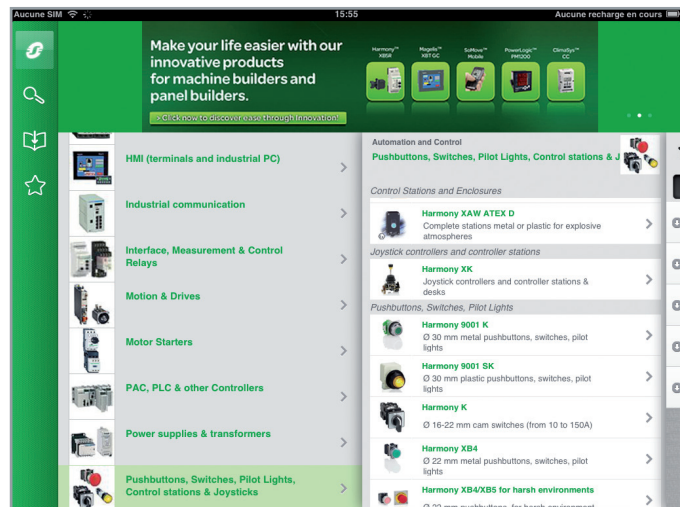 Aucune SIM
15:55
Aucune recharge en cours
Make your life easier with our
innovative products
for machine builders and
panel builders.
> Click now to discover ease through Innovation!
Harmony™
XB5R
Magelis™
XBT GC
SoMove™
Mobile
PowerLogic™
PM1200
ClimaSys™
CC
HMI (terminals and industrial PC)
Industrial communication
Interface, Measurement & Control
Relays
Motion & Drives
Motor Starters
PAC, PLC & other Controllers
Power supplies & transformers
Pushbuttons, Switches, Pilot Lights,
Control stations & Joysticks
Automation and Control
Pushbuttons, Switches, Pilot Lights, Control stations & J
Control Stations and Enclosures
Harmony XAW ATEX D
Complete stations metal or plastic for explosive
atmospheres
Joystick controllers and controller stations
Harmony XK
Joystick controllers and controller stations &
desks
Pushbuttons, Switches, Pilot Lights
Harmony 9001 K
Ø 30 mm metal pushbuttons, switches, pilot
lights
Harmony 9001 SK
Ø 30 mm plastic pushbuttons, switches, pilot
lights
Harmony K
Ø 16-22 mm cam switches (from 10 to 150A)
Harmony XB4
Ø 22 mm metal pushbuttons, switches, pilot
lights
Harmony XB4/XB5 for harsh environments
Ø 22 mm pushbuttons, for harsh environment